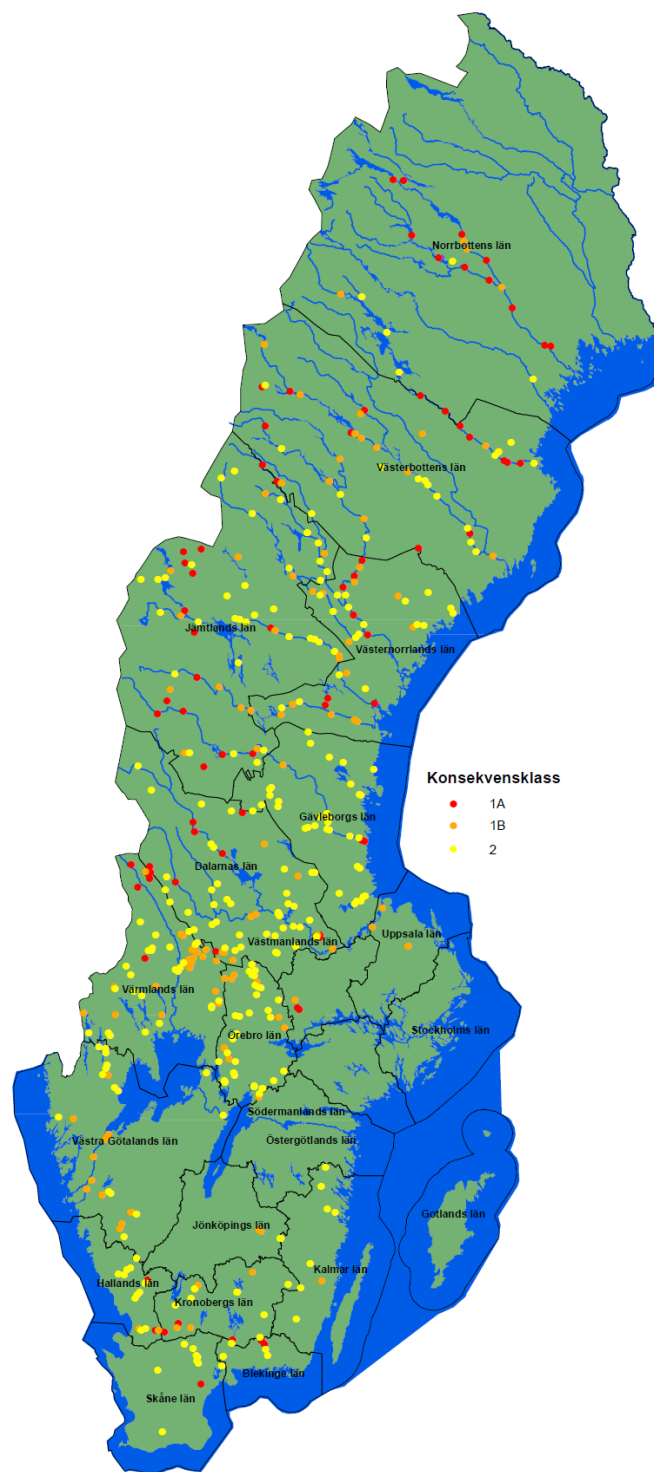 Norrbottens län
Västerbottens län
Jämtlands län
Västernorrlands län
Konsekvensklass
1A
1B
2
Gävleborgs län
Dalarnas län
Uppsala län
Västmanlands län
Värmlands län
Stockholms län
Örebro län
Södermanlands län
Västra Götalands län
Östergötlands län
Gotlands län
Jönköpings län
Kalmar län
Hallands län
Kronobergs län
Blekinge län
Skåne län